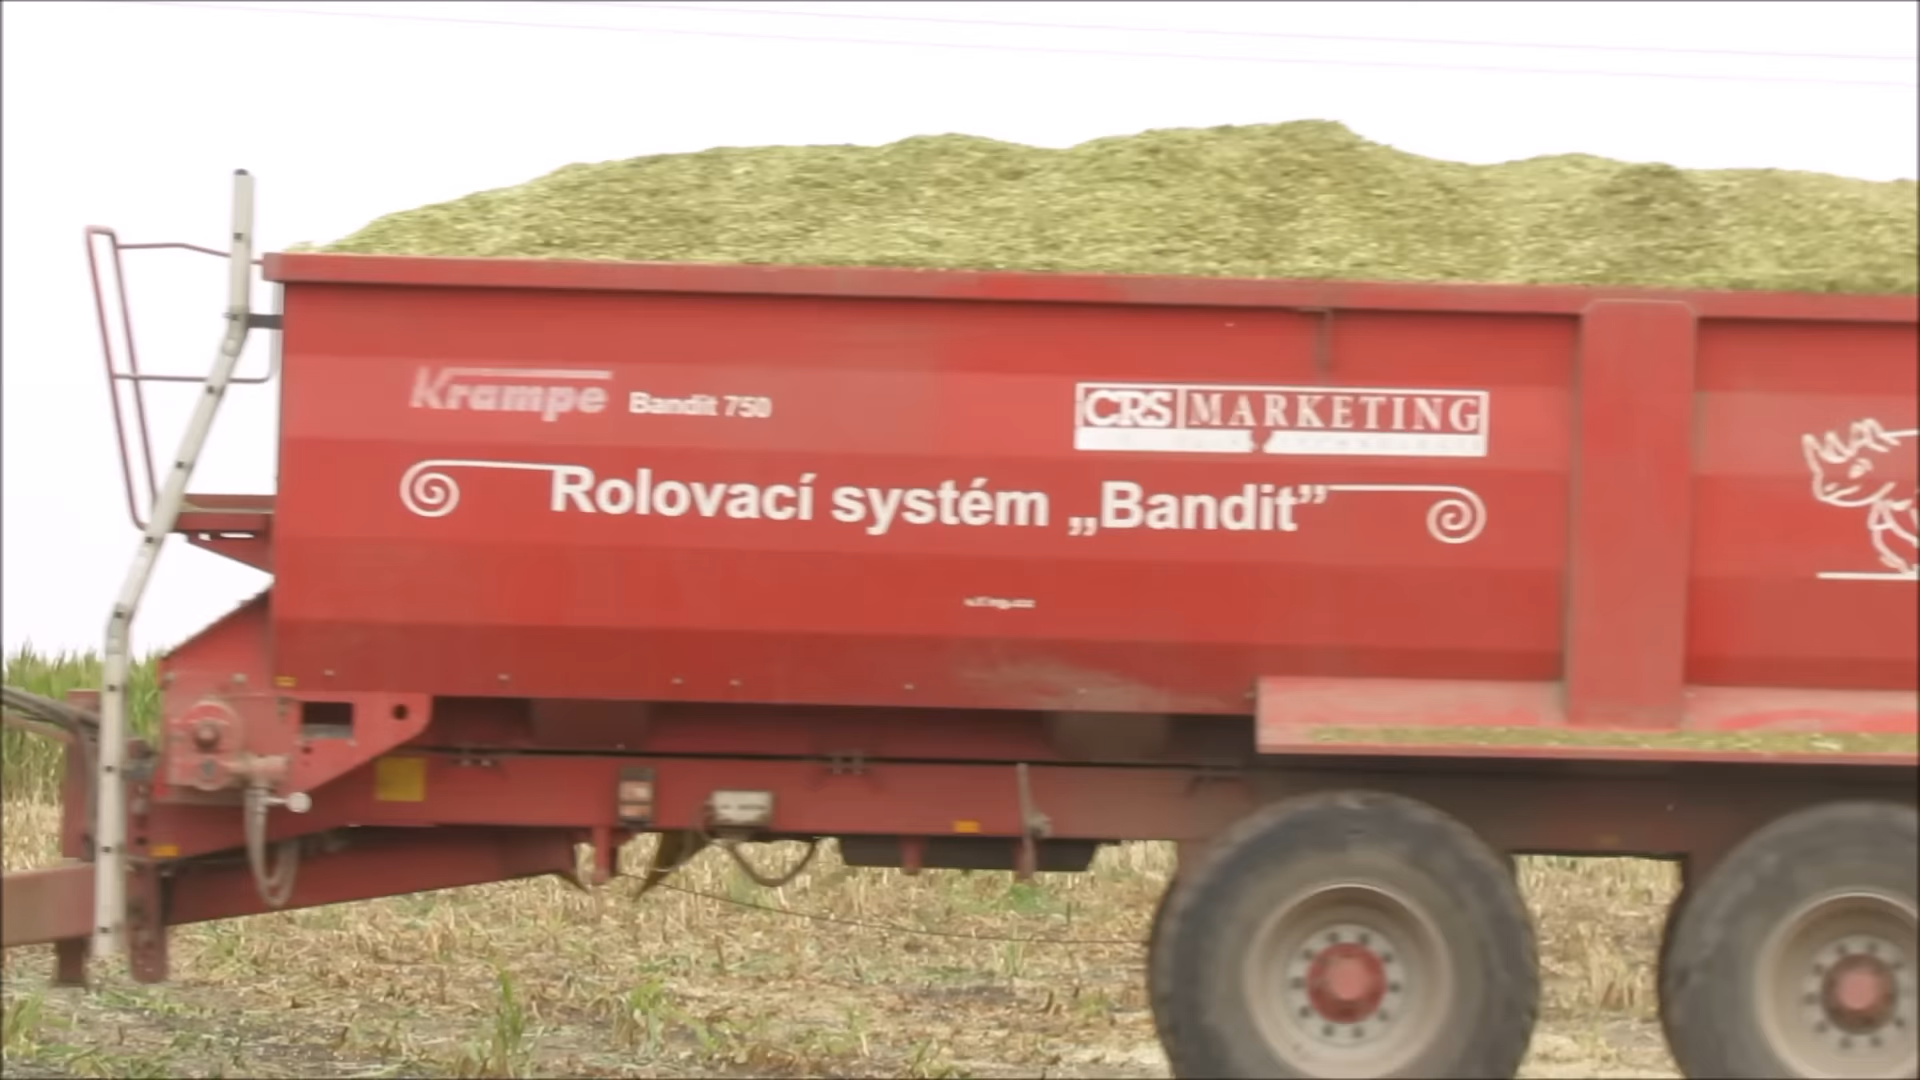 Krampe Bandit 750
CRS MARKETING
Rolovací systém „Bandit”